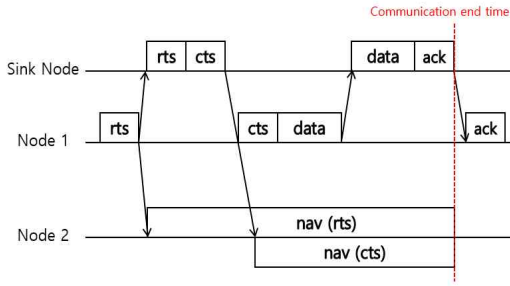 Communication end time
Sink Node rts cts data ack
Node 1 rts cts data ack
Node 2 nav (rts)
nav (cts)